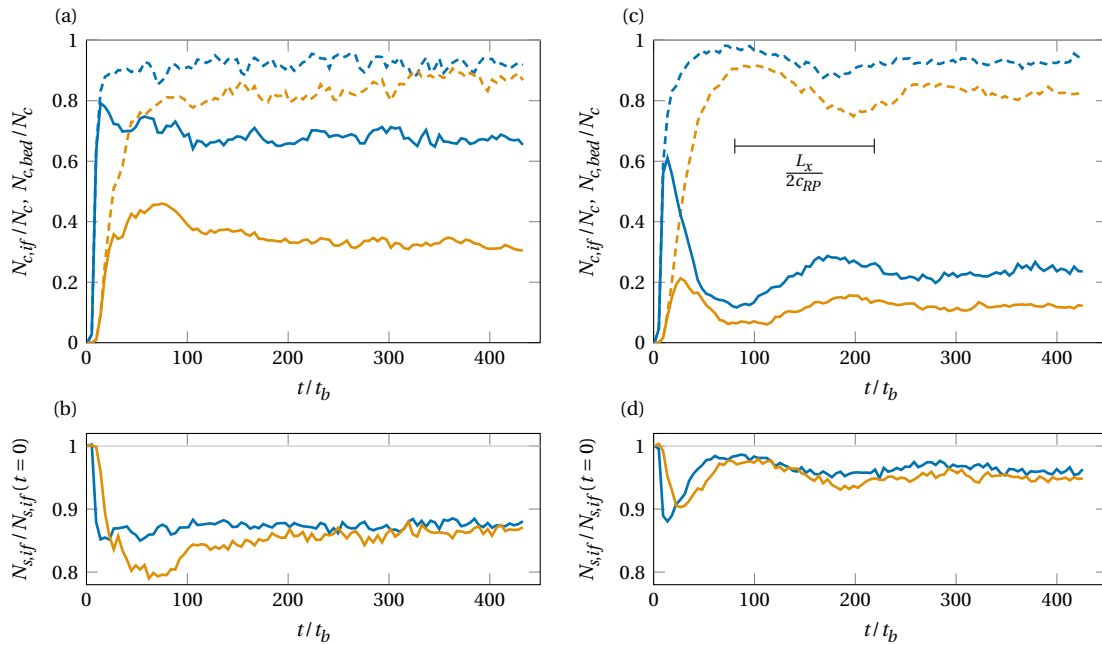 (a)
N_{c,if}/N_c, N_{c,bed}/N_c
1
0.8
0.6
0.4
0.2
0
0 100 200 300 400
t/t_b
(b)
N_{s,if}/N_{s,if}(t=0)
1
0.9
0.8
0 100 200 300 400
t/t_b
(c)
N_{c,if}/N_c, N_{c,bed}/N_c
1
0.8
0.6
0.4
0.2
0
L_x
2c_{RP}
0 100 200 300 400
t/t_b
(d)
N_{s,if}/N_{s,if}(t=0)
1
0.9
0.8
0 100 200 300 400
t/t_b